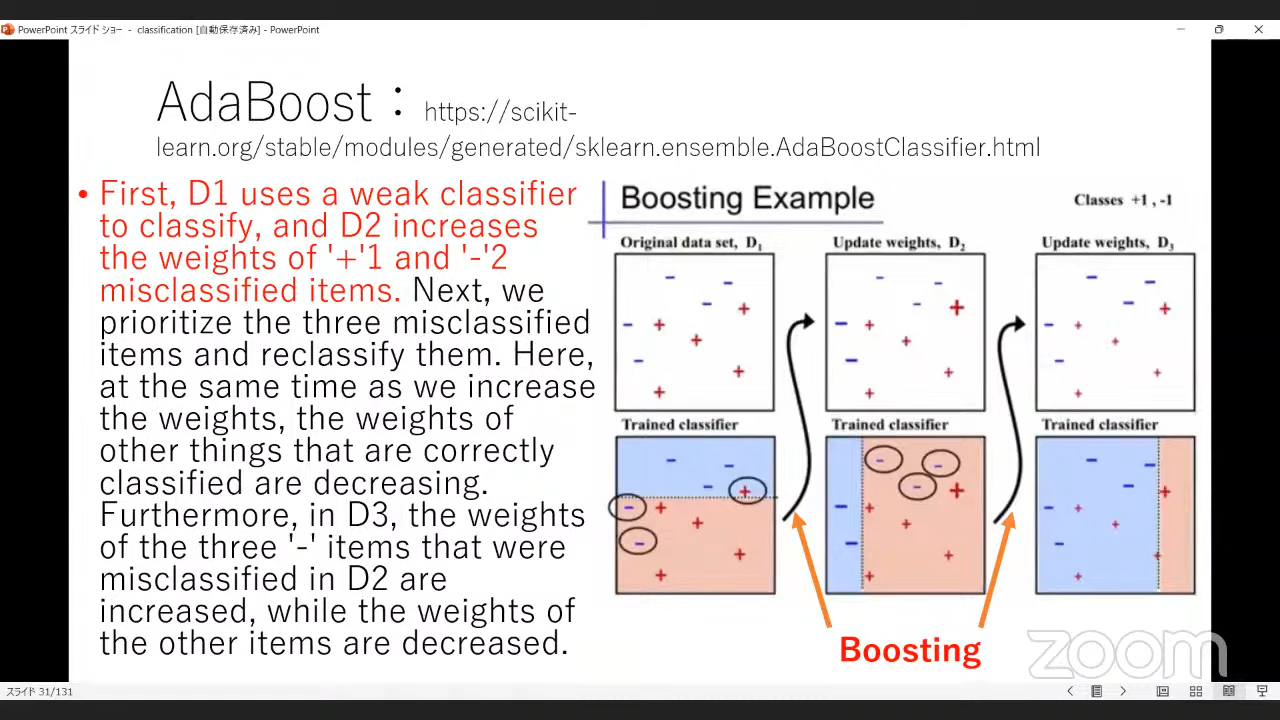 PowerPoint スライド ショー - classification [自動保存済み] - PowerPoint
AdaBoost：https://scikit-
learn.org/stable/modules/generated/sklearn.ensemble.AdaBoostClassifier.html
• First, D1 uses a weak classifier
to classify, and D2 increases
the weights of '+'1 and '-'2
misclassified items. Next, we
prioritize the three misclassified
items and reclassify them. Here,
at the same time as we increase
the weights, the weights of
other things that are correctly
classified are decreasing.
Furthermore, in D3, the weights
of the three '-' items that were
misclassified in D2 are
increased, while the weights of
the other items are decreased.
Boosting Example
Classes +1 , -1
Original data set, D1
Update weights, D2
Update weights, D3
Trained classifier
Trained classifier
Trained classifier
Boosting
zoom
スライド 31/131